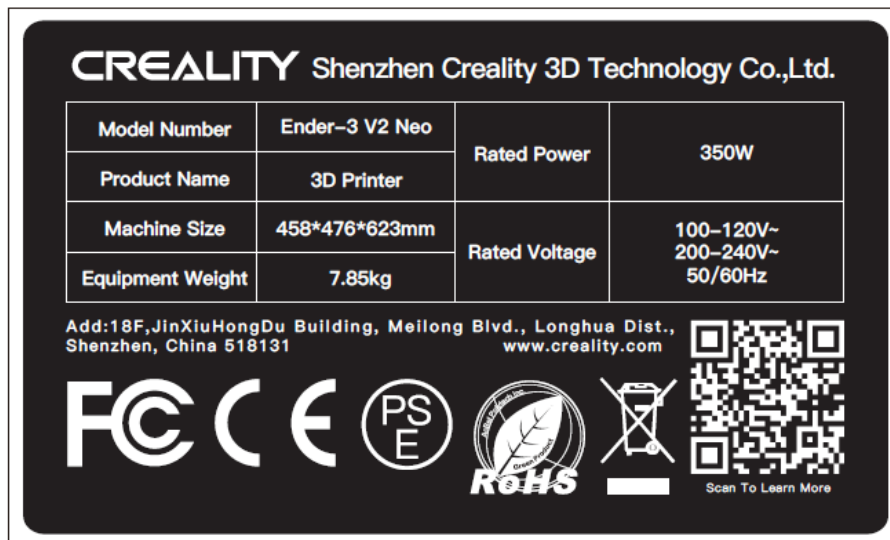 CREALITY Shenzhen Creality 3D Technology Co.,Ltd.
Model Number Ender-3 V2 Neo
Rated Power 350W
Product Name 3D Printer
Machine Size 458*476*623mm
Rated Voltage 100-120V~
200-240V~
50/60Hz
Equipment Weight 7.85kg
Add:18F,JinXiuHongDu Building, Meilong Blvd., Longhua Dist.,
Shenzhen, China 518131 www.creality.com
FC CE PS
E
Green Product
RoHS
Scan To Learn More